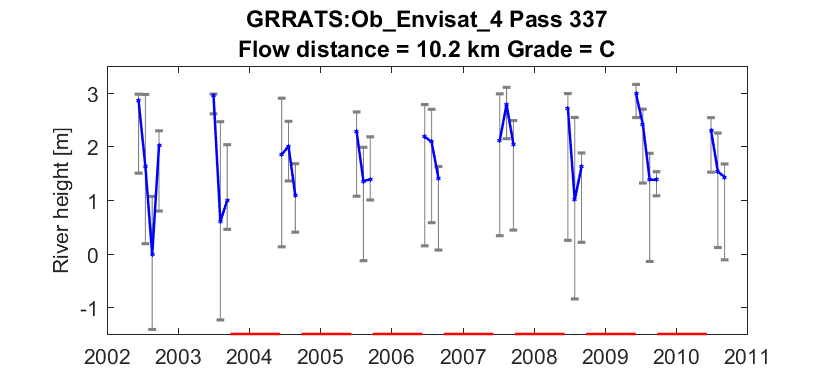 GRRATS:Ob_Envisat_4 Pass 337
Flow distance = 10.2 km Grade = C
River height [m]
3
2
1
0
-1
2002 2003 2004 2005 2006 2007 2008 2009 2010 2011